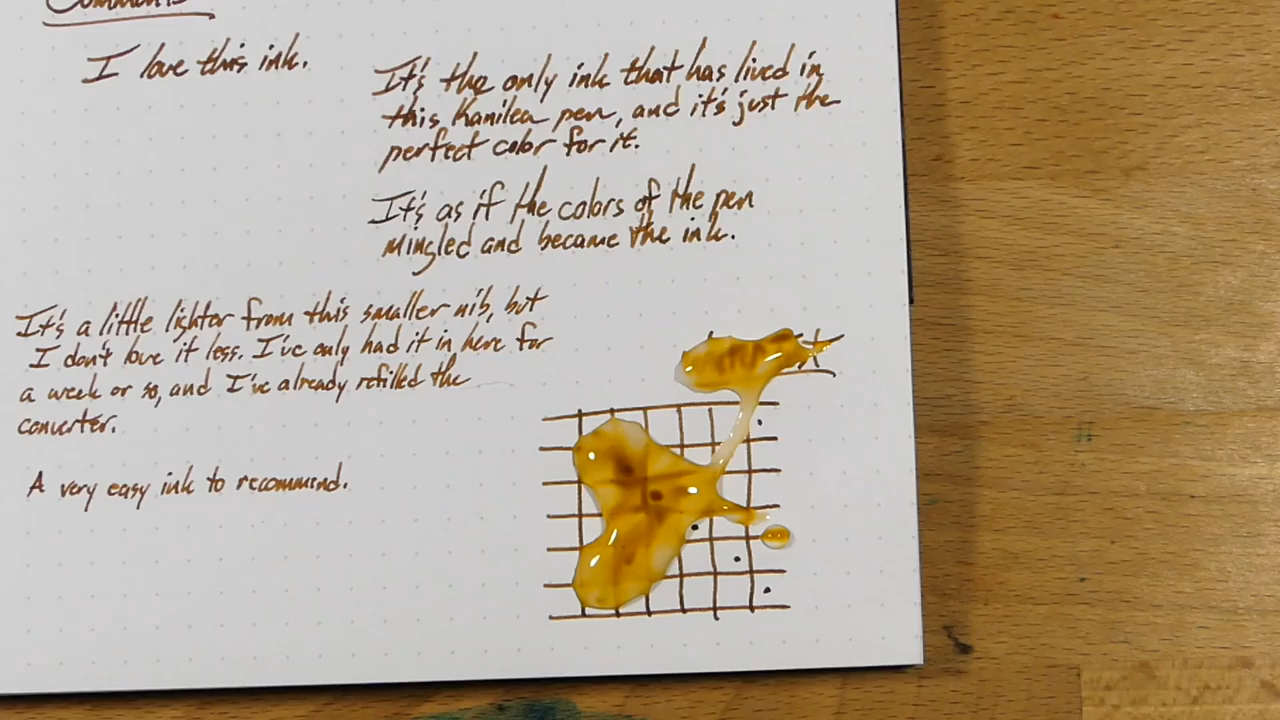 Comments
I love this ink.
It's the only ink that has lived in
this Kanilea pen, and it's just the
perfect color for it.
It's as if the colors of the pen
mingled and became the ink.
It's a little lighter from this smaller nib, but
I don't love it less. I've only had it in here for
a week or so, and I've already refilled the
converter.
A very easy ink to recommend.